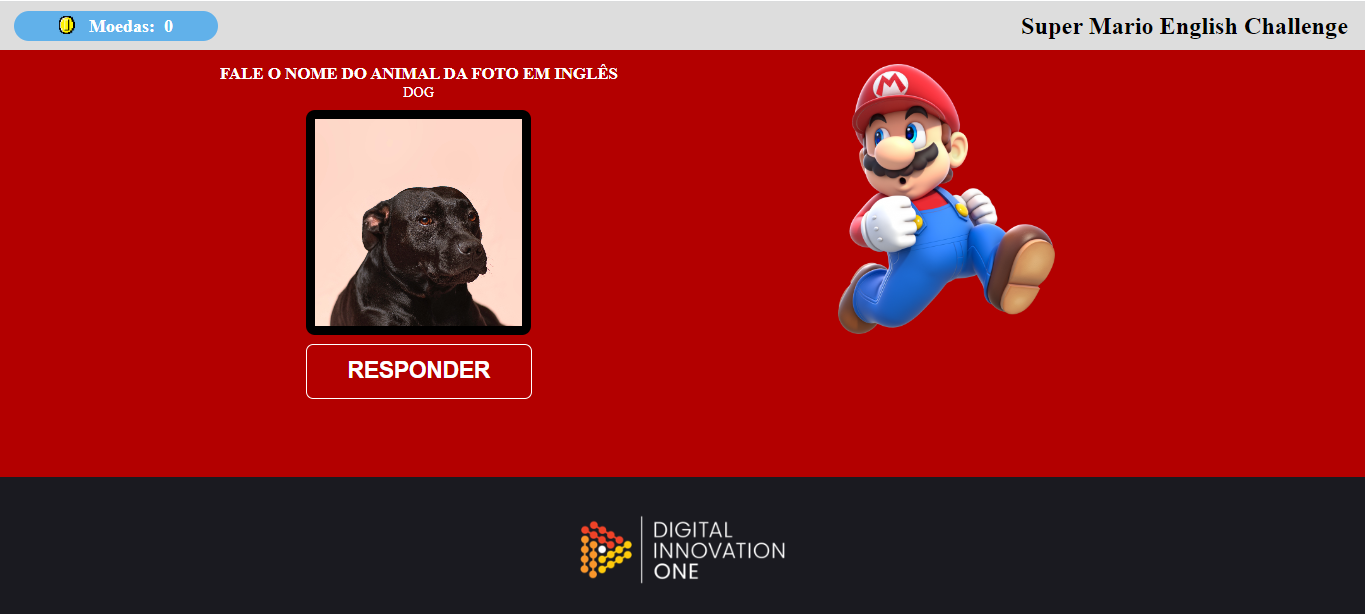 Moedas: 0
Super Mario English Challenge
FALE O NOME DO ANIMAL DA FOTO EM INGLÊS
DOG
M
RESPONDER
DIGITAL
INNOVATION
ONE